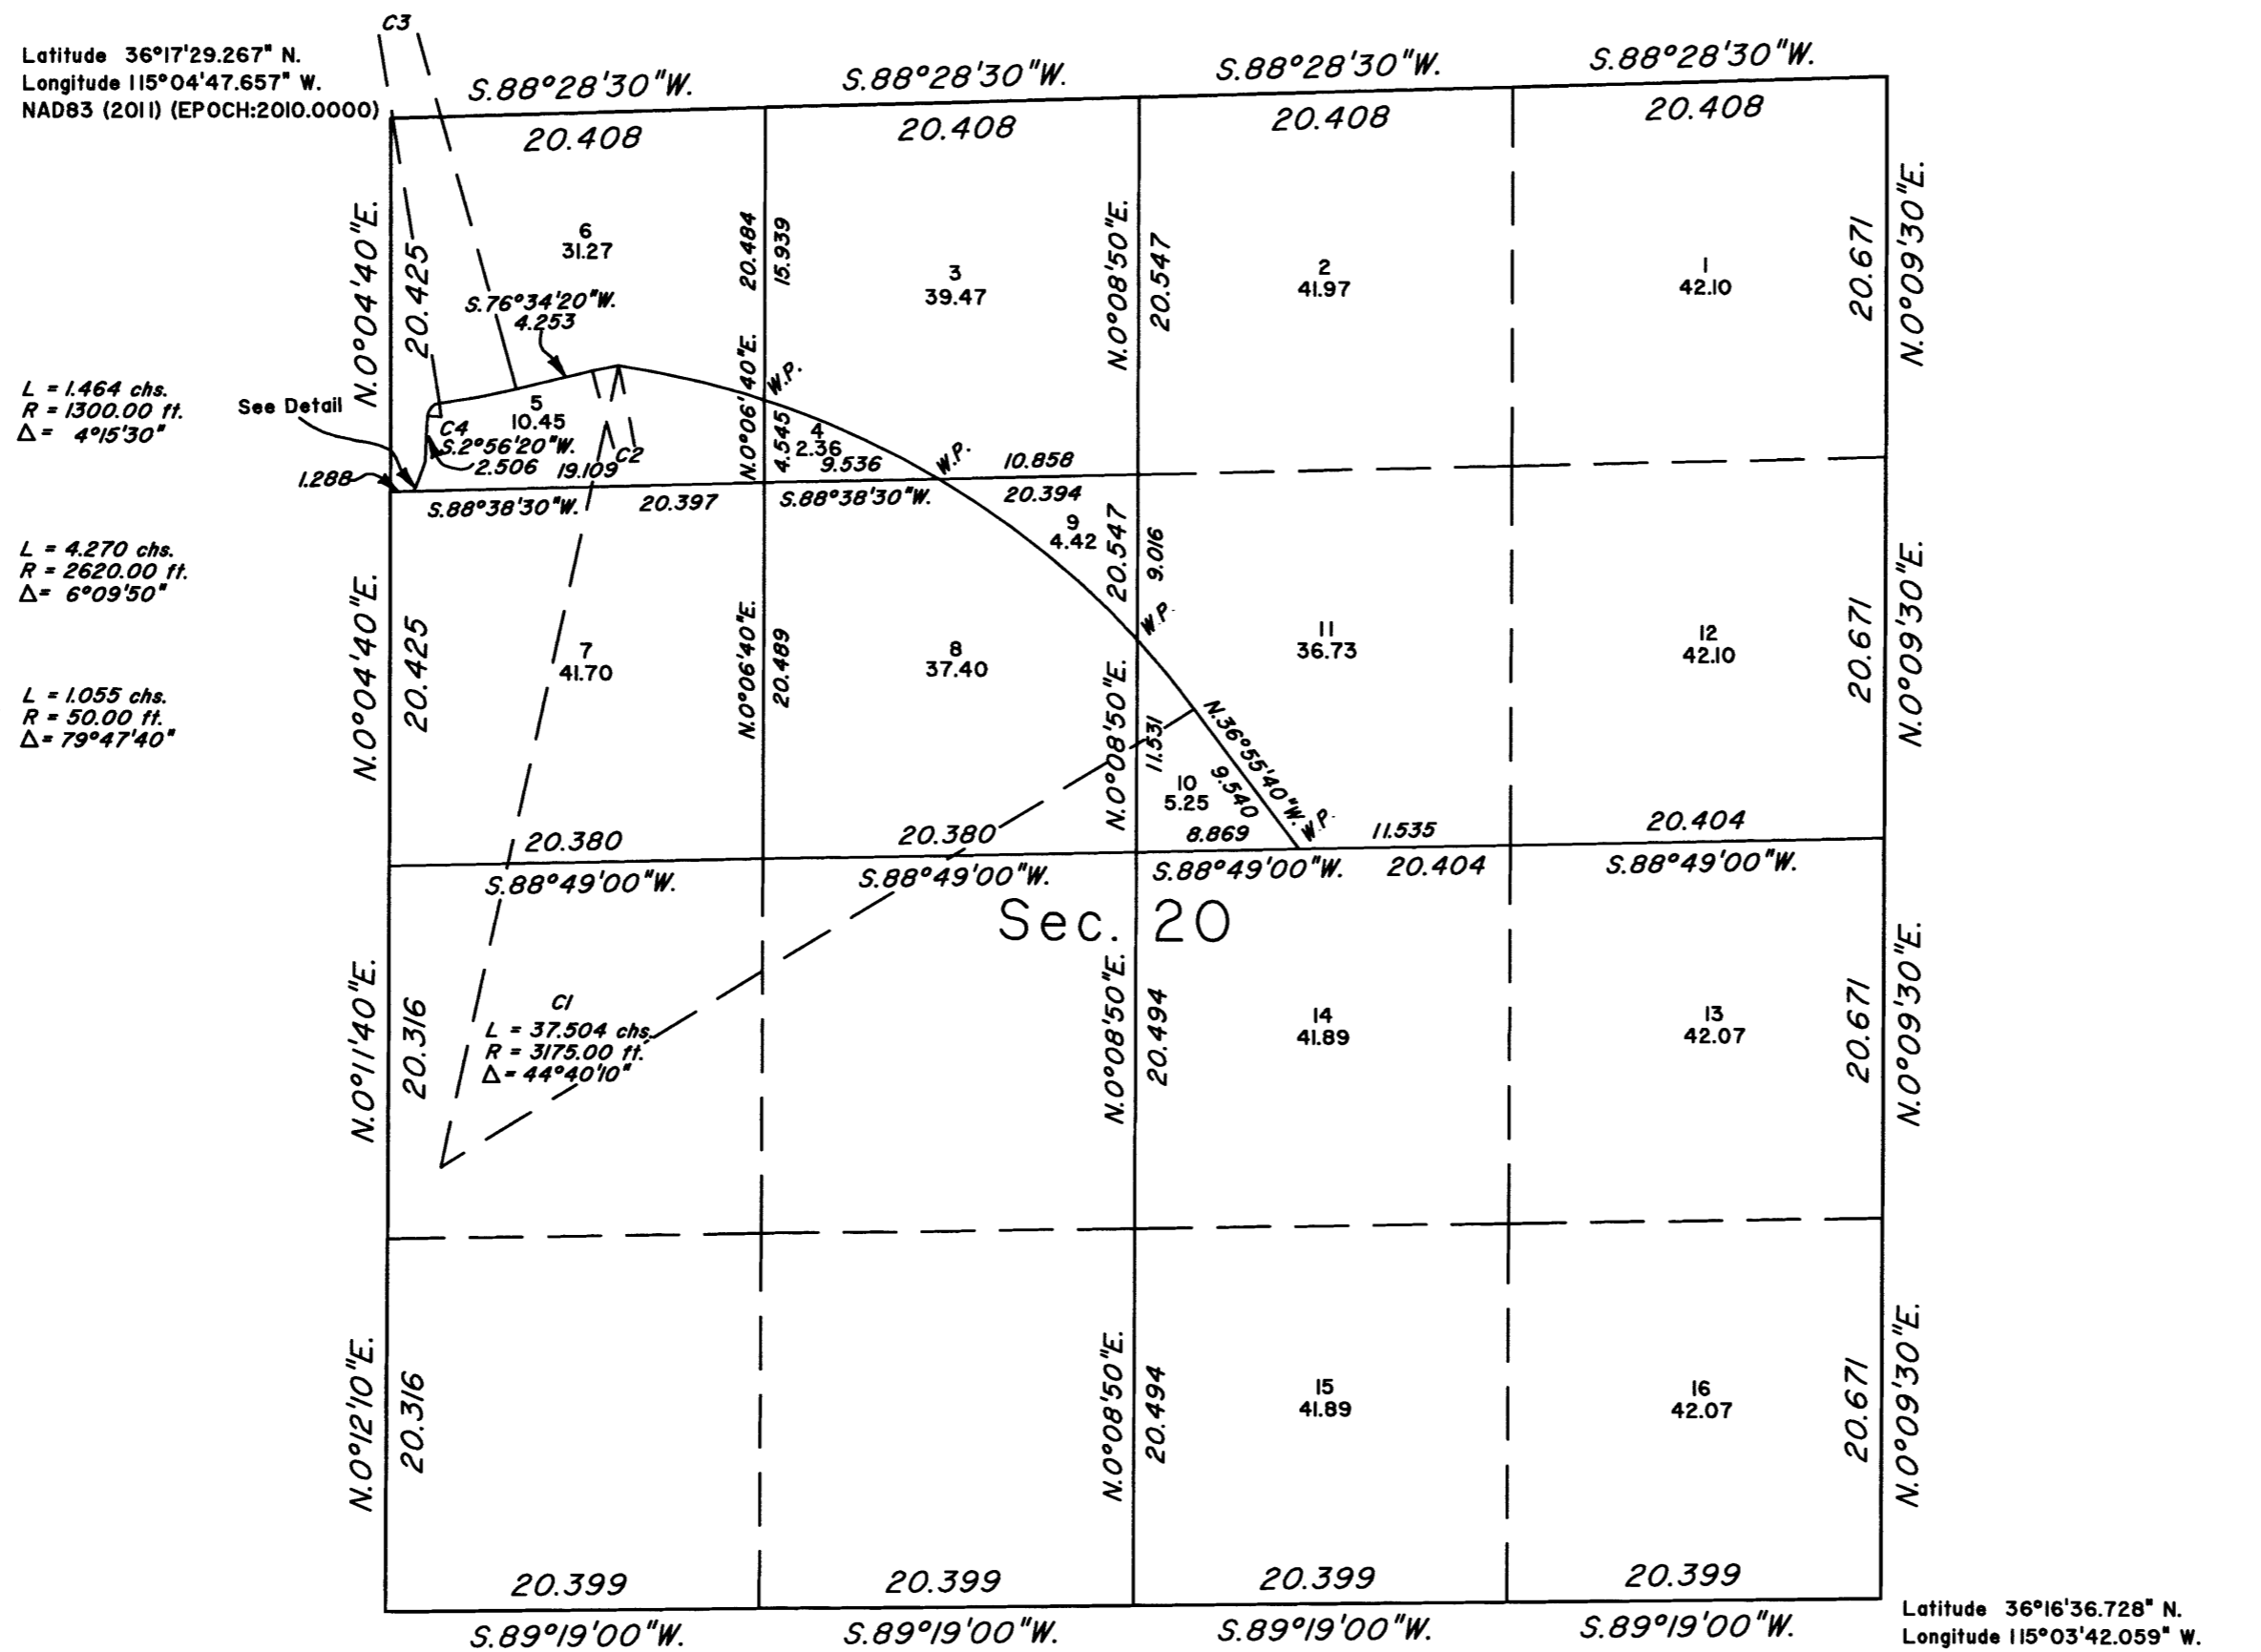 C3
Latitude 36°17'29.267" N.
Longitude 115°04'47.657" W.
NAD83 (2011) (EPOCH:2010.0000)
S.88°28'30"W.
S.88°28'30"W.
S.88°28'30"W.
S.88°28'30"W.
20.408
20.408
20.408
20.408
N.0°04'40"E.
20.425
6
31.27
20.484
15.939
3
39.47
N.0°08'50"E.
20.547
2
41.97
1
42.10
20.671
N.0°09'30"E.
S.76°34'20"W.
4.253
L = 1.464 chs.
R = 1300.00 ft.
Δ= 4°15'30"
See Detail
5
10.45
C4
S.2°56'20"W.
2.506
19.109
C2
N.0°06'40"E.
4.545
W.P.
4
2.36
9.536
W.P.
10.858
1.288
S.88°38'30"W.
20.397
S.88°38'30"W.
20.394
L = 4.270 chs.
R = 2620.00 ft.
Δ= 6°09'50"
9
4.42
20.547
9.016
N.0°04'40"E.
20.425
7
41.70
N.0°06'40"E.
20.489
8
37.40
W.P.
11
36.73
12
42.10
20.671
N.0°09'30"E.
L = 1.055 chs.
R = 50.00 ft.
Δ= 79°47'40"
N.0°08'50"E.
11.531
N.36°55'40"W.
9.540
W.P.
10
5.25
20.380
20.380
8.869
11.535
20.404
S.88°49'00"W.
S.88°49'00"W.
S.88°49'00"W.
20.404
S.88°49'00"W.
Sec. 20
N.0°11'40"E.
20.316
C1
L = 37.504 chs.
R = 3175.00 ft.
Δ= 44°40'10"
N.0°08'50"E.
20.494
14
41.89
13
42.07
20.671
N.0°09'30"E.
N.0°12'10"E.
20.316
N.0°08'50"E.
20.494
15
41.89
16
42.07
20.671
N.0°09'30"E.
20.399
20.399
20.399
20.399
S.89°19'00"W.
S.89°19'00"W.
S.89°19'00"W.
S.89°19'00"W.
Latitude 36°16'36.728" N.
Longitude 115°03'42.059" W.